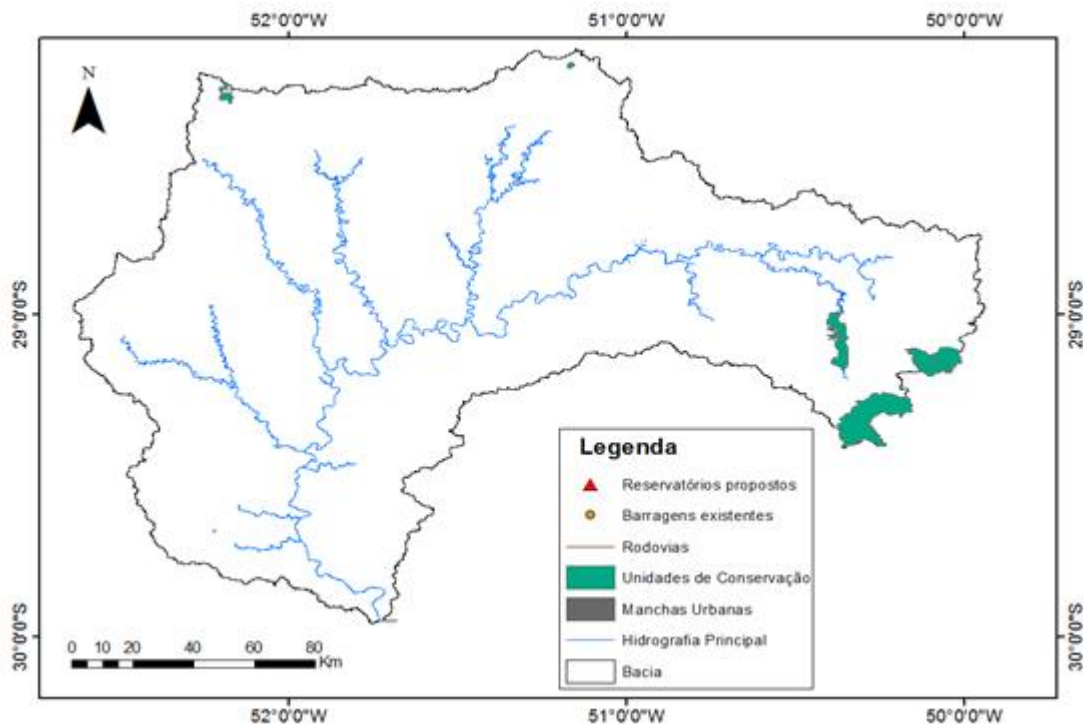 52°0'0"W 51°0'0"W 50°0'0"W
N
29°0'0"S 29°0'0"S
Legenda
Reservatórios propostos
Barragens existentes
Rodovias
Unidades de Conservação
Manchas Urbanas
Hidrografia Principal
Bacia
30°0'0"S 30°0'0"S
0 10 20 40 60 80
Km
52°0'0"W 51°0'0"W 50°0'0"W